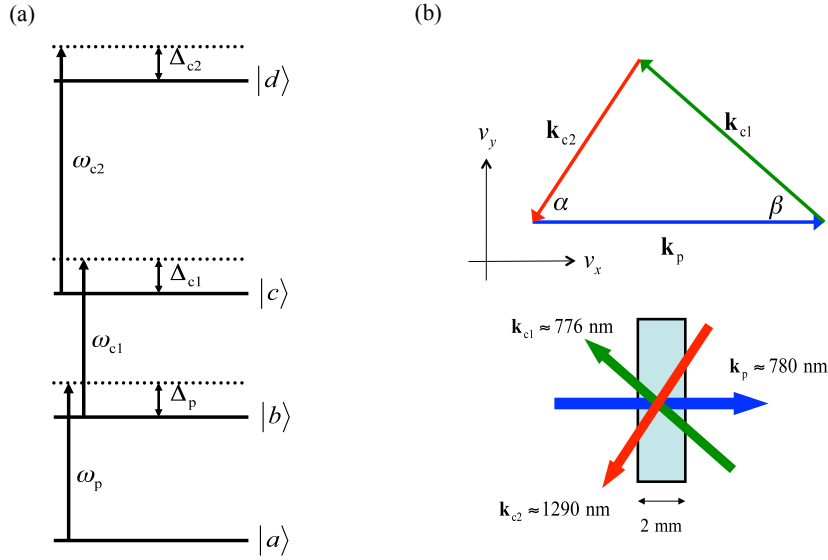 (a)
Δc2
|d⟩
ωc2
Δc1
|c⟩
ωc1
Δp
|b⟩
ωp
|a⟩
(b)
kc2
kc1
vy
α
β
kp
vx
kc1 ≈ 776 nm
kp ≈ 780 nm
kc2 ≈ 1290 nm
2 mm